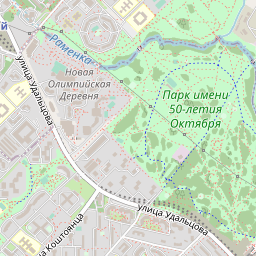 Раменка
улица Удальцова
Новая
Олимпийская
Деревня
Парк имени
50-летия
Октября
улица Удальцова
Коштоянца